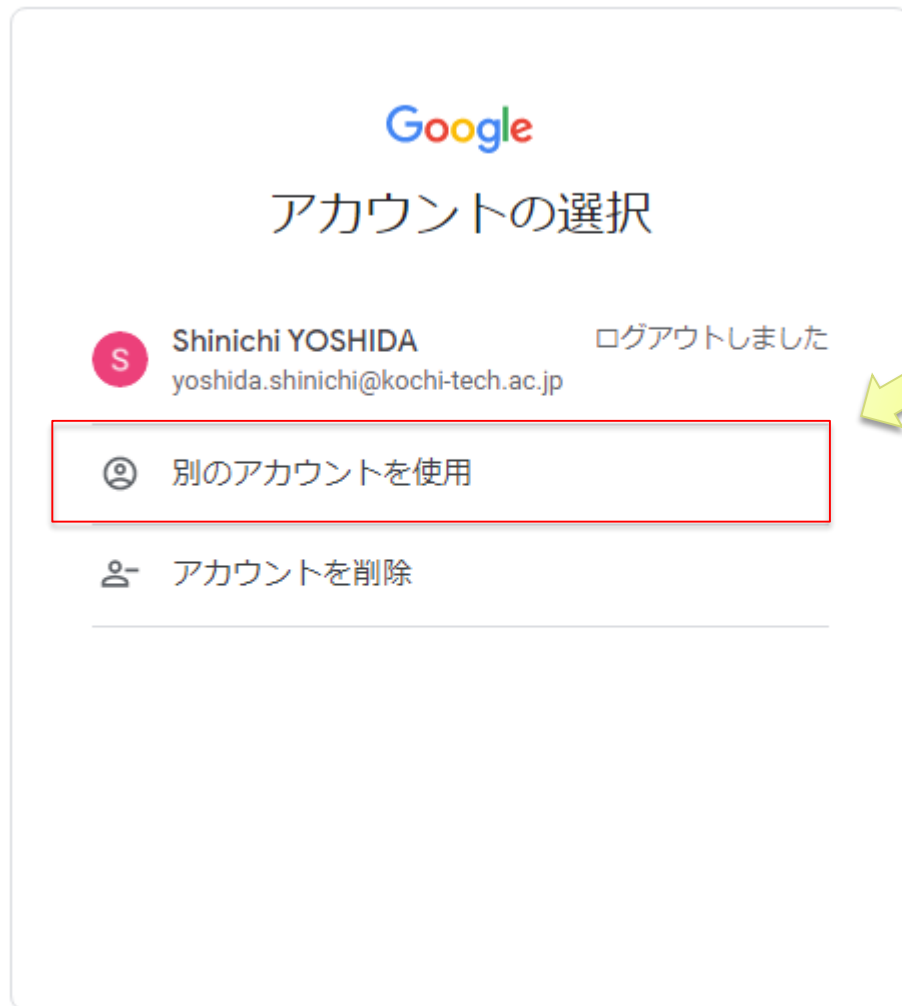 Google
アカウントの選択
S
Shinichi YOSHIDA
ログアウトしました
yoshida.shinichi@kochi-tech.ac.jp
別のアカウントを使用
アカウントを削除